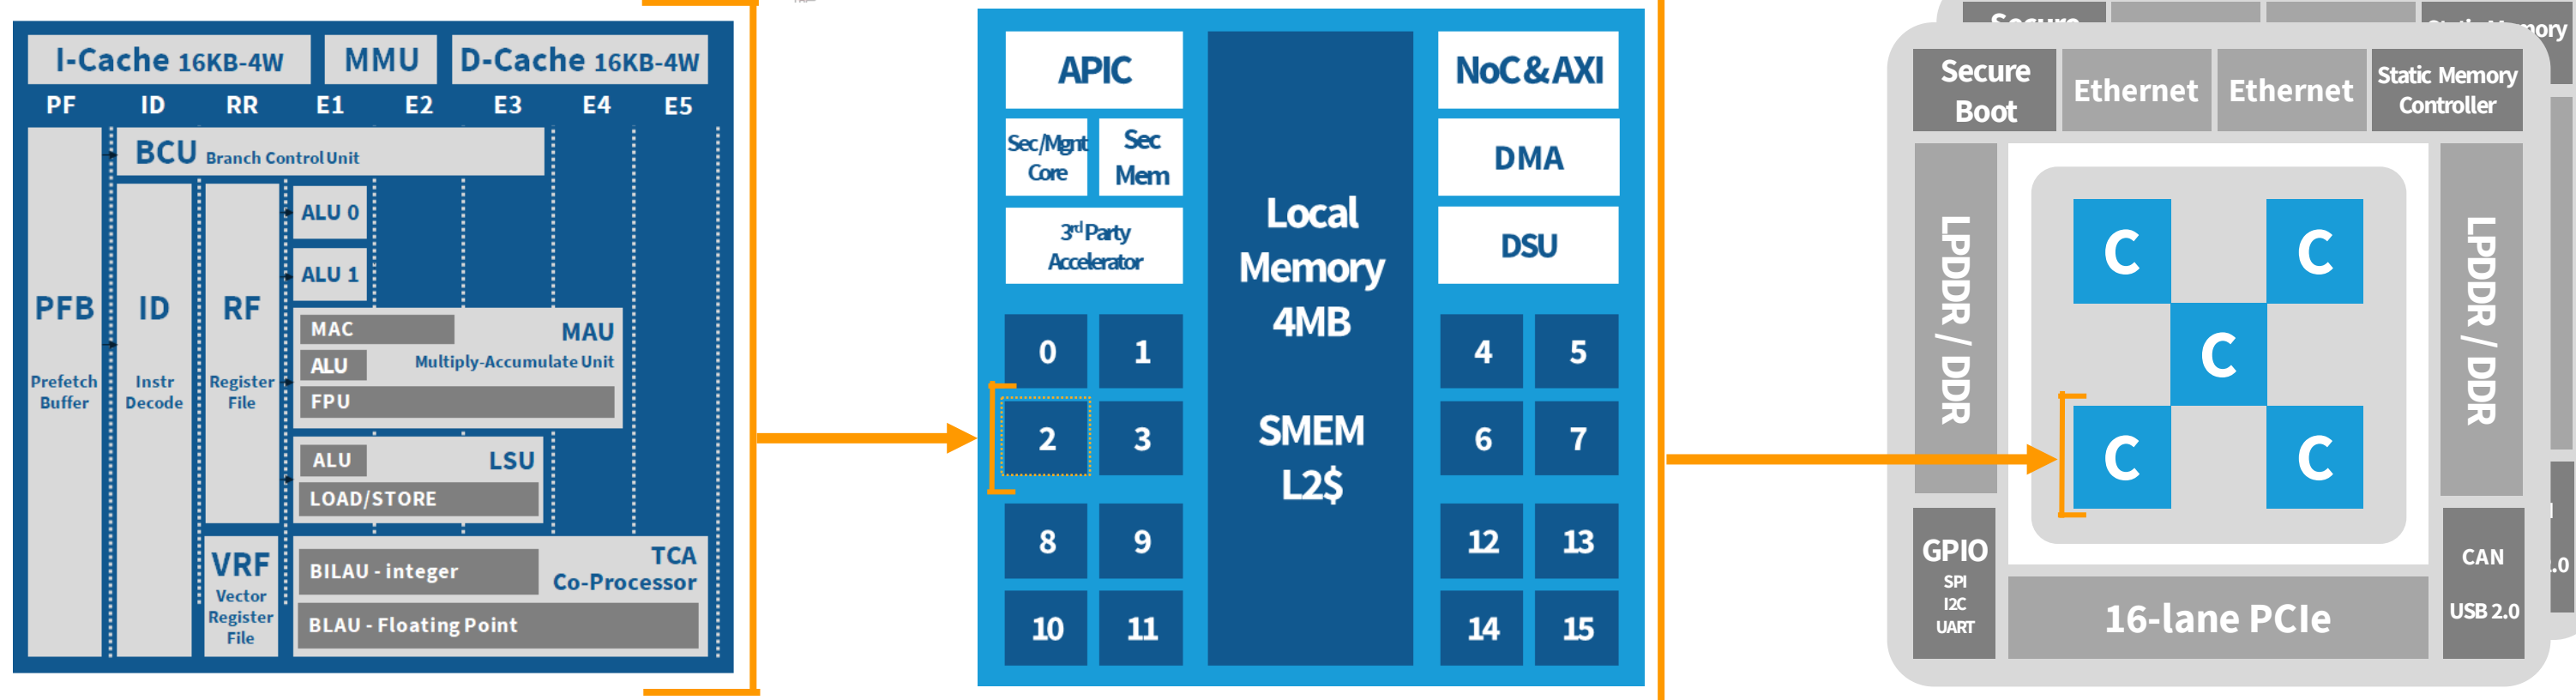 I-Cache 16KB-4W
MMU
D-Cache 16KB-4W
PF
ID
RR
E1
E2
E3
E4
E5
BCU Branch Control Unit
ALU 0
ALU 1
PFB
Prefetch
Buffer
ID
Instr
Decode
RF
Register
File
MAC
MAU
ALU
Multiply-Accumulate Unit
FPU
ALU
LSU
LOAD/STORE
VRF
Vector
Register
File
TCA
Co-Processor
BILAU - integer
BLAU - Floating Point
APIC
Sec/Mgnt
Core
Sec
Mem
3rd Party
Accelerator
Local
Memory
4MB
SMEM
L2$
NoC & AXI
DMA
DSU
0
1
2
3
4
5
6
7
8
9
10
11
12
13
14
15
Secure
Secure
Boot
Ethernet
Ethernet
Static Memory
Controller
LPDDR / DDR
C
C
C
C
C
LPDDR / DDR
GPIO
SPI
I2C
UART
16-lane PCIe
CAN
USB 2.0